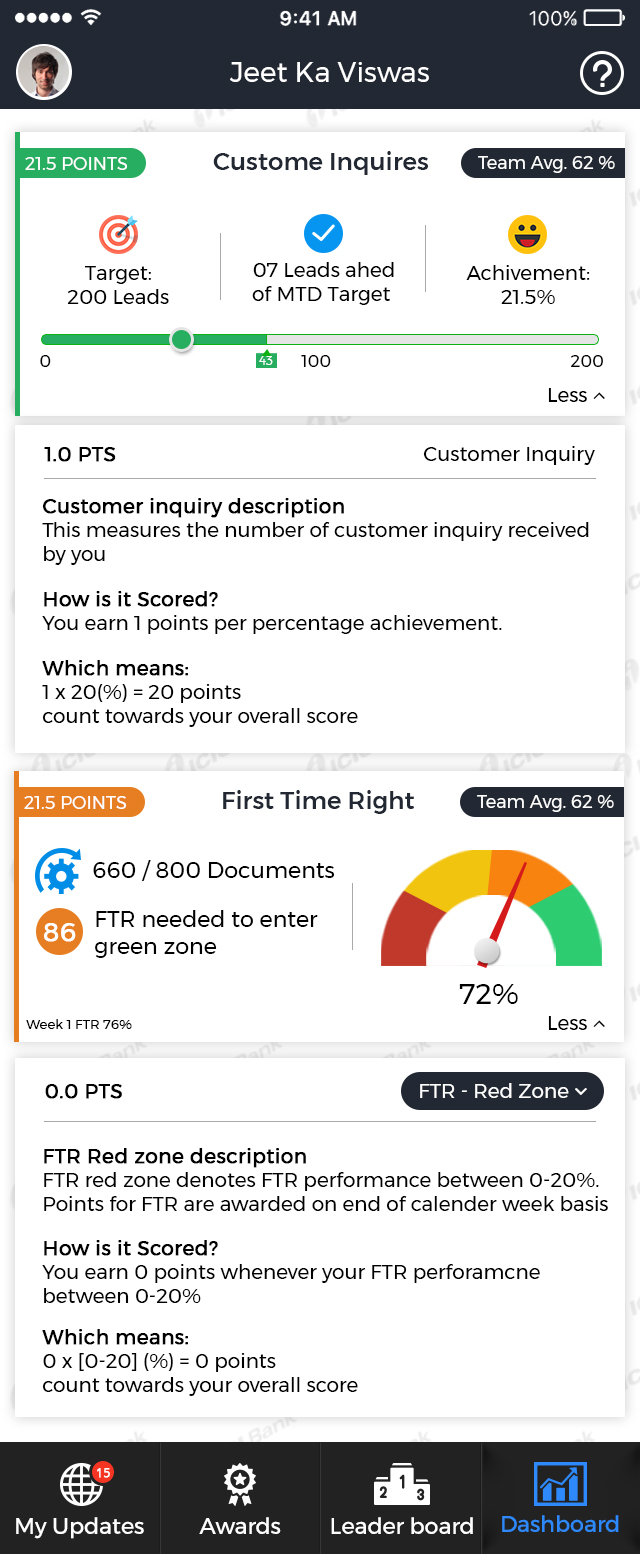 9:41 AM
100%
Jeet Ka Viswas
21.5 POINTS
Custome Inquires
Team Avg. 62 %
Target:
200 Leads
07 Leads ahed
of MTD Target
Achivement:
21.5%
0
43
100
200
Less
1.0 PTS
Customer Inquiry
Customer inquiry description
This measures the number of customer inquiry received
by you
How is it Scored?
You earn 1 points per percentage achievement.
Which means:
1 x 20(%) = 20 points
count towards your overall score
21.5 POINTS
First Time Right
Team Avg. 62 %
660 / 800 Documents
86
FTR needed to enter
green zone
72%
Week 1 FTR 76%
Less
0.0 PTS
FTR - Red Zone
FTR Red zone description
FTR red zone denotes FTR performance between 0-20%.
Points for FTR are awarded on end of calender week basis
How is it Scored?
You earn 0 points whenever your FTR perforamcne
between 0-20%
Which means:
0 x [0-20] (%) = 0 points
count towards your overall score
15
My Updates
Awards
2 1 3
Leader board
Dashboard